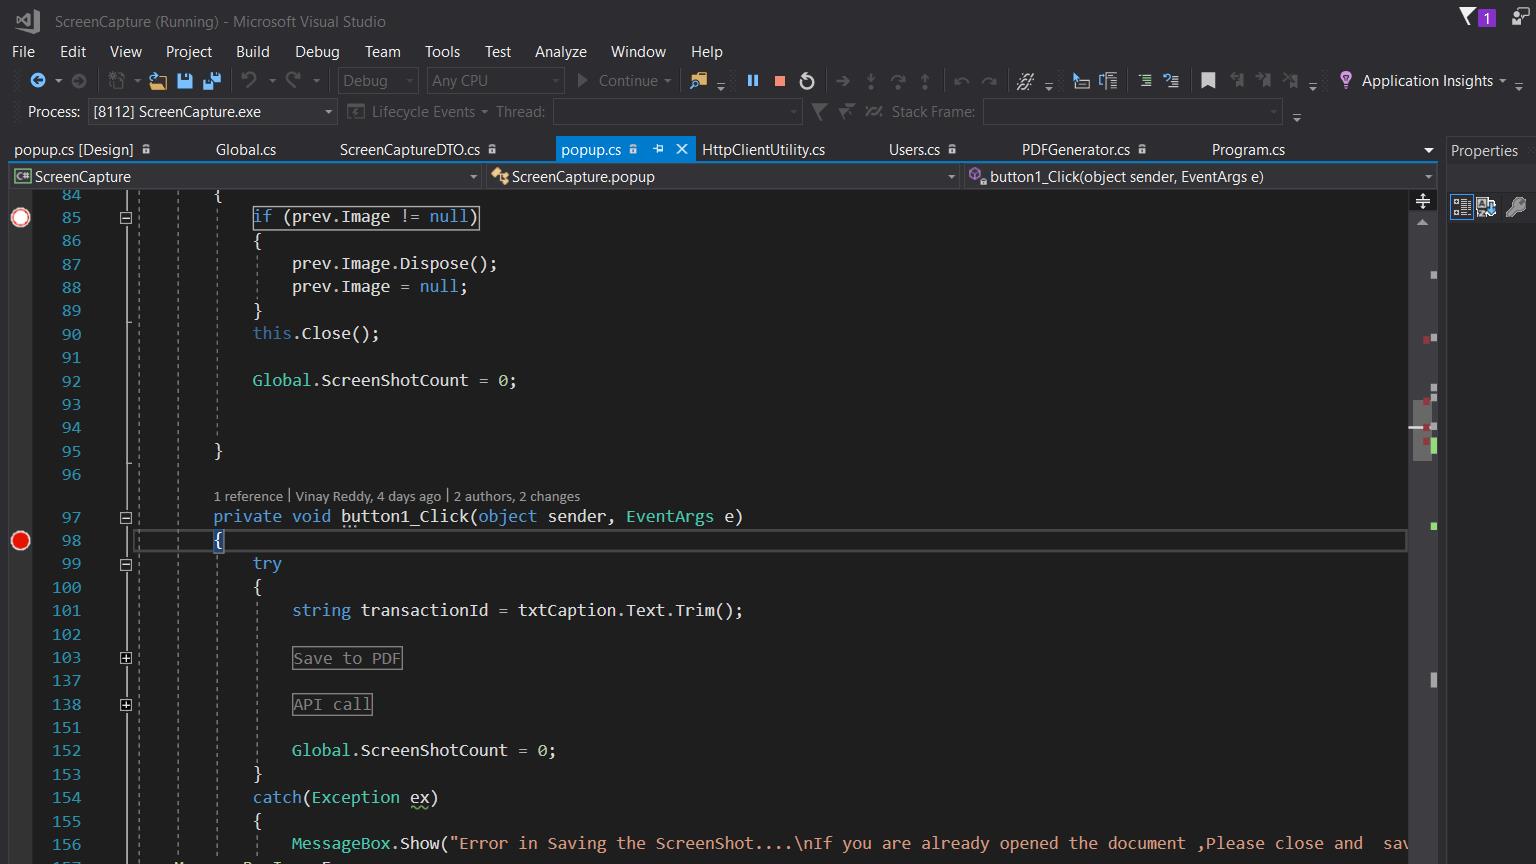 ScreenCapture (Running) - Microsoft Visual Studio
1
File Edit View Project Build Debug Team Tools Test Analyze Window Help
Debug Any CPU Continue Application Insights
Process: [8112] ScreenCapture.exe Lifecycle Events Thread: Stack Frame:
popup.cs [Design] Global.cs ScreenCaptureDTO.cs popup.cs HttpClientUtility.cs Users.cs PDFGenerator.cs Program.cs Properties
C# ScreenCapture ScreenCapture.popup button1_Click(object sender, EventArgs e)
84 {
85 if (prev.Image != null)
86 {
87 prev.Image.Dispose();
88 prev.Image = null;
89 }
90 this.Close();
91
92 Global.ScreenShotCount = 0;
93
94
95 }
96
1 reference | Vinay Reddy, 4 days ago | 2 authors, 2 changes
97 private void button1_Click(object sender, EventArgs e)
98 {
99 try
100 {
101 string transactionId = txtCaption.Text.Trim();
102
103 Save to PDF
137
138 API call
151
152 Global.ScreenShotCount = 0;
153 }
154 catch(Exception ex)
155 {
156 MessageBox.Show("Error in Saving the ScreenShot....\nIf you are already opened the document ,Please close and sav